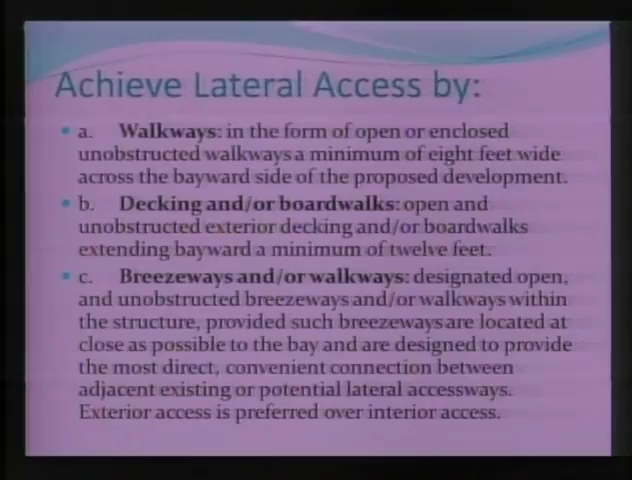 Achieve Lateral Access by:
a. Walkways: in the form of open or enclosed
unobstructed walkways a minimum of eight feet wide
across the bayward side of the proposed development.
b. Decking and/or boardwalks: open and
unobstructed exterior decking and/or boardwalks
extending bayward a minimum of twelve feet.
c. Breezeways and/or walkways: designated open,
and unobstructed breezeways and/or walkways within
the structure, provided such breezeways are located at
close as possible to the bay and are designed to provide
the most direct, convenient connection between
adjacent existing or potential lateral accessways.
Exterior access is preferred over interior access.